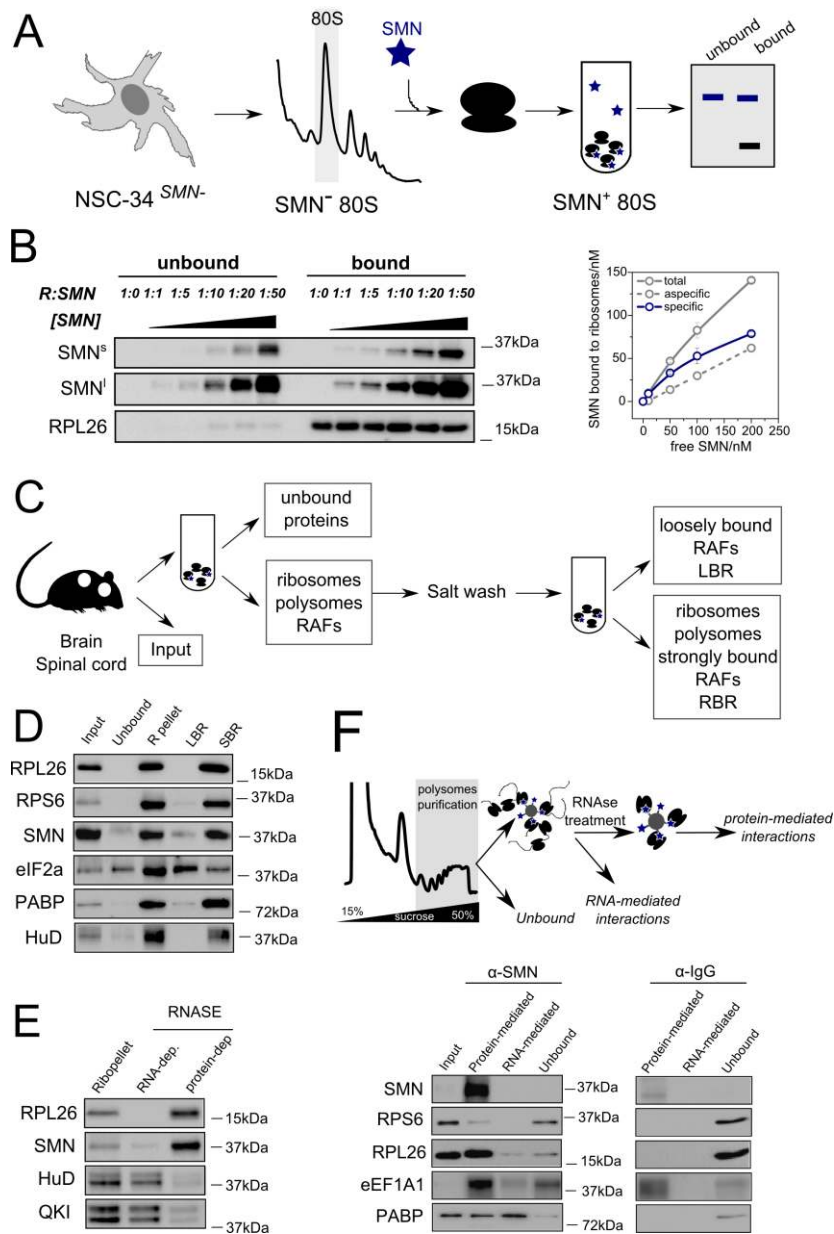 A
80S
SMN
unbound
bound
NSC-34 SMN-
SMN⁻ 80S
SMN⁺ 80S
B
unbound
bound
R:SMN 1:0 1:1 1:5 1:10 1:20 1:50 1:0 1:1 1:5 1:10 1:20 1:50
[SMN]
SMNˢ
37kDa
SMNˡ
37kDa
RPL26
15kDa
SMN bound to ribosomes/nM
150
100
50
0
total
aspecific
specific
0 50 100 150 200 250
free SMN/nM
C
Brain
Spinal cord
Input
unbound
proteins
ribosomes
polysomes
RAFs
Salt wash
loosely bound
RAFs
LBR
ribosomes
polysomes
strongly bound
RAFs
RBR
D
Input Unbound R pellet LBR SBR
RPL26 15kDa
RPS6 37kDa
SMN 37kDa
eIF2a 37kDa
PABP 72kDa
HuD 37kDa
F
polysomes
purification
15% sucrose 50%
RNAse
treatment
protein-mediated
interactions
Unbound
RNA-mediated
interactions
E
RNASE
Ribopellet RNA-dep. protein-dep
RPL26 15kDa
SMN 37kDa
HuD 37kDa
QKI 37kDa
α-SMN
α-IgG
Input Protein-mediated RNA-mediated Unbound
Protein-mediated RNA-mediated Unbound
SMN 37kDa
RPS6 37kDa
RPL26 15kDa
eEF1A1 37kDa
PABP 72kDa